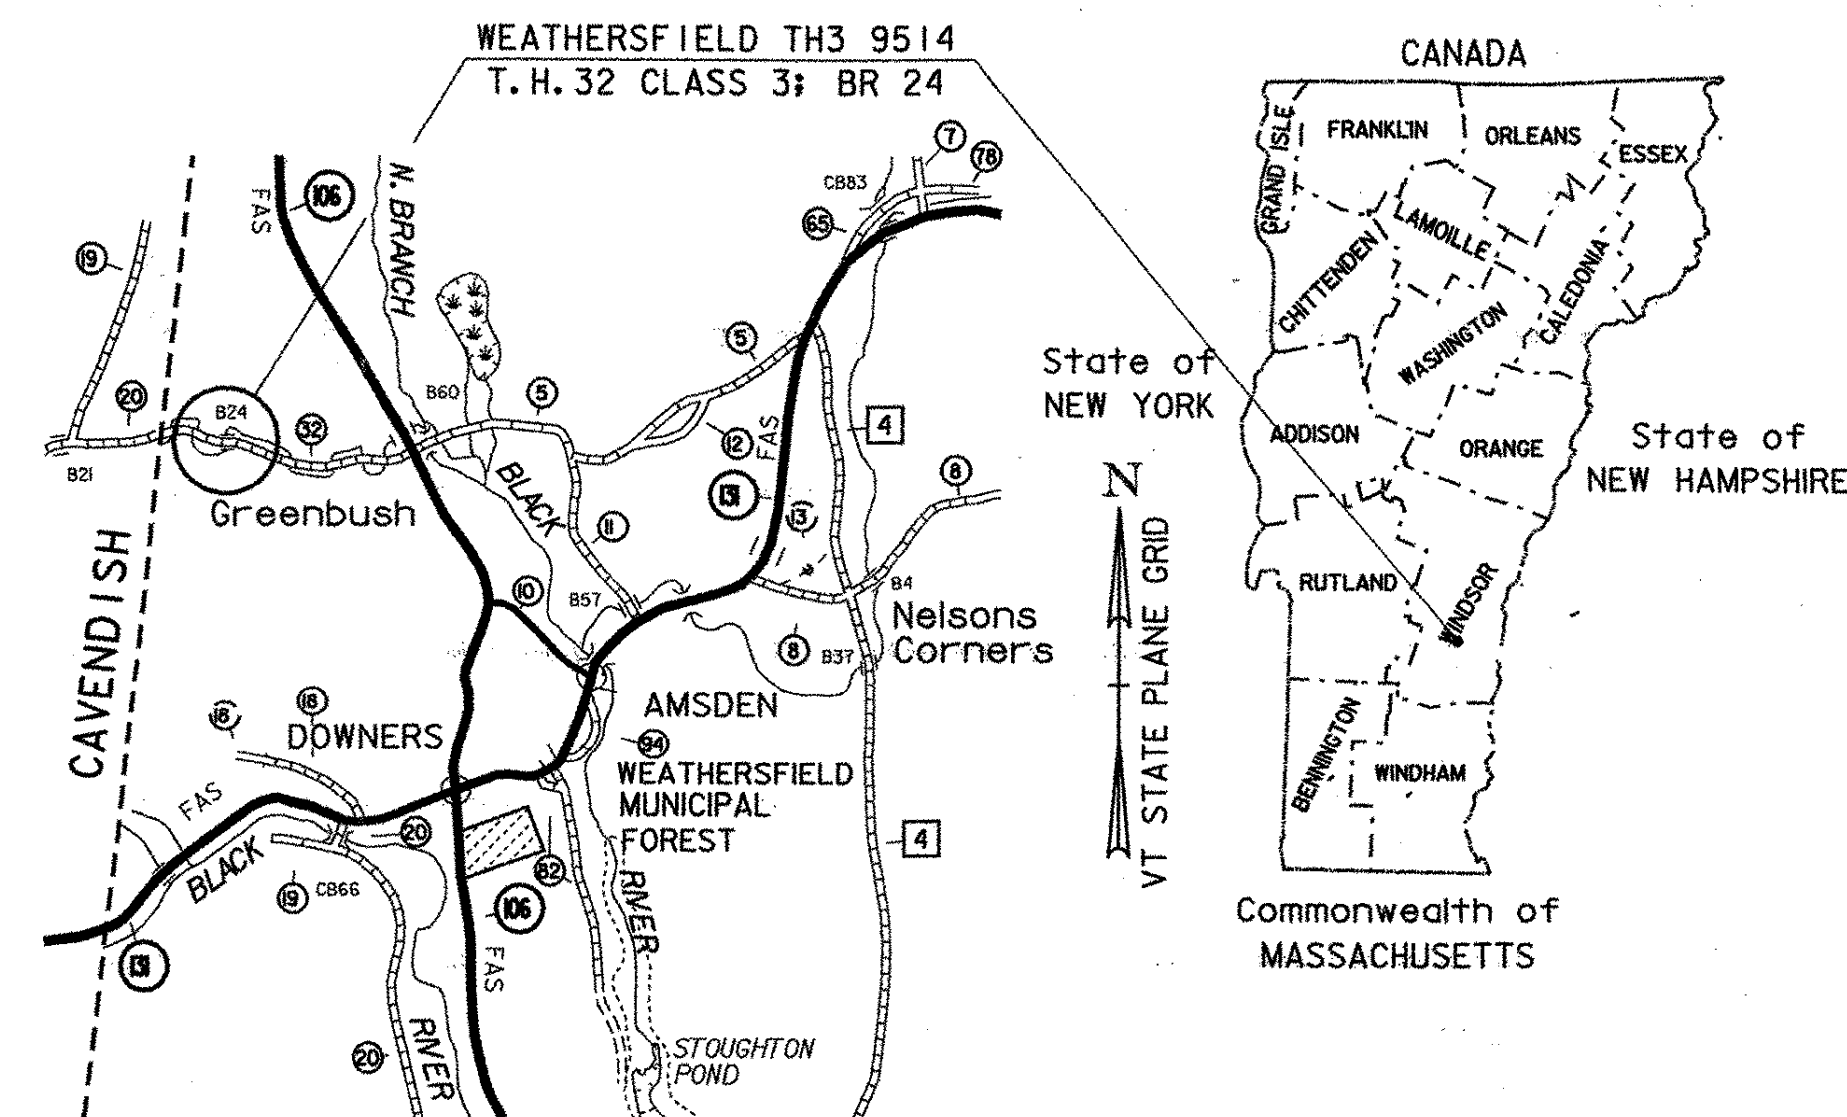 WEATHERSFIELD TH3 9514
T.H.32 CLASS 3; BR 24
CANADA
GRAND ISLE
FRANKLIN
ORLEANS
ESSEX
LAMOILLE
CHITTENDEN
CALEDONIA
WASHINGTON
ADDISON
ORANGE
RUTLAND
WINDSOR
BENNINGTON
WINDHAM
State of
NEW YORK
State of
NEW HAMPSHIRE
Commonwealth of
MASSACHUSETTS
N
VT STATE PLANE GRID
FAS
106
N. BRANCH
7
78
CB83
65
19
20
B24
32
B21
B60
5
5
12
FAS
4
131
13
8
Greenbush
BLACK
11
10
B57
B4
Nelsons
Corners
8
B37
CAVENDISH
18
18
DOWNERS
AMSDEN
94
WEATHERSFIELD
MUNICIPAL
FOREST
FAS
BLACK
20
19
CB66
82
106
FAS
RIVER
4
131
20
RIVER
STOUGHTON
POND